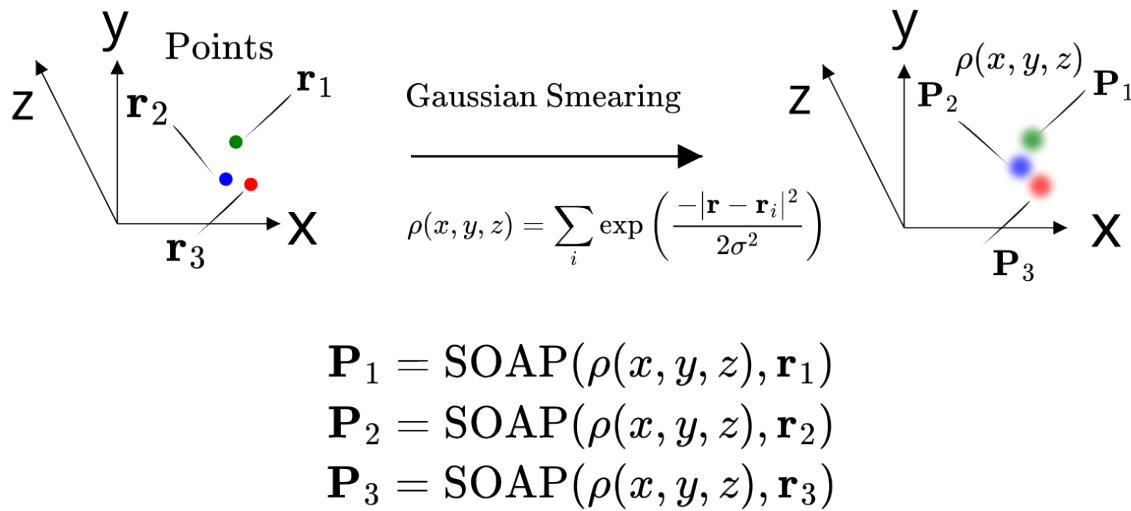 y
Points
z
r₂
r₁
x
r₃
Gaussian Smearing
ρ(x, y, z) = ∑ᵢ exp(−|r − rᵢ|² / 2σ²)
y
ρ(x, y, z)
z
P₂
P₁
x
P₃
P₁ = SOAP(ρ(x, y, z), r₁)
P₂ = SOAP(ρ(x, y, z), r₂)
P₃ = SOAP(ρ(x, y, z), r₃)